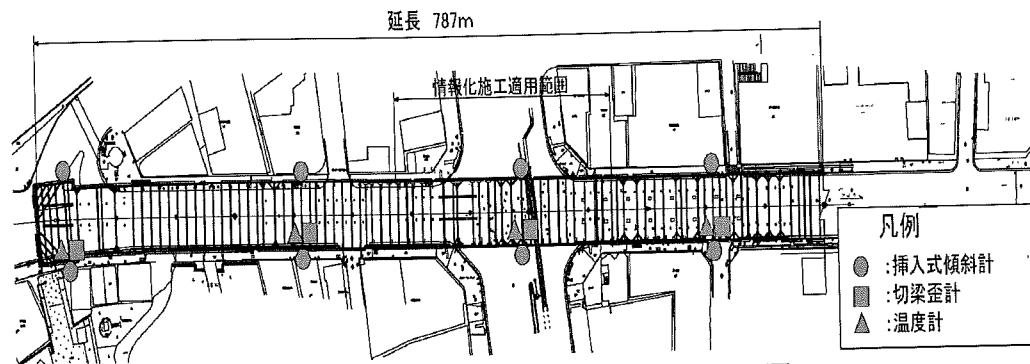 延長 787m
情報化施工適用範囲
凡例
:挿入式傾斜計
:切梁歪計
:温度計